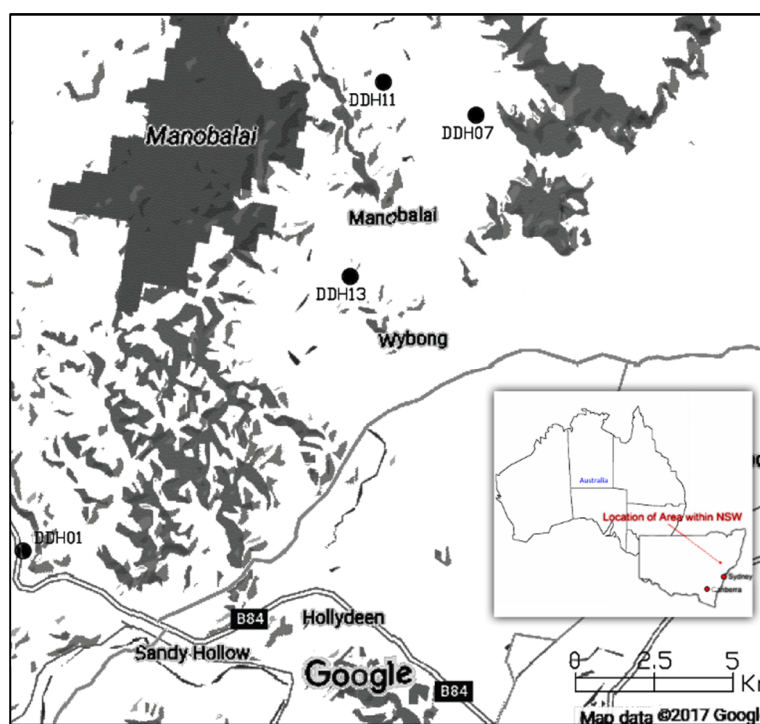 DDH11
DDH07
Manobalai
Manobalai
DDH13
Wybong
Australia
Location of Area within NSW
Sydney
Canberra
DDH01
B84
Hollydeen
Sandy Hollow
Google
B84
0 2.5 5
Map data ©2017 Googl